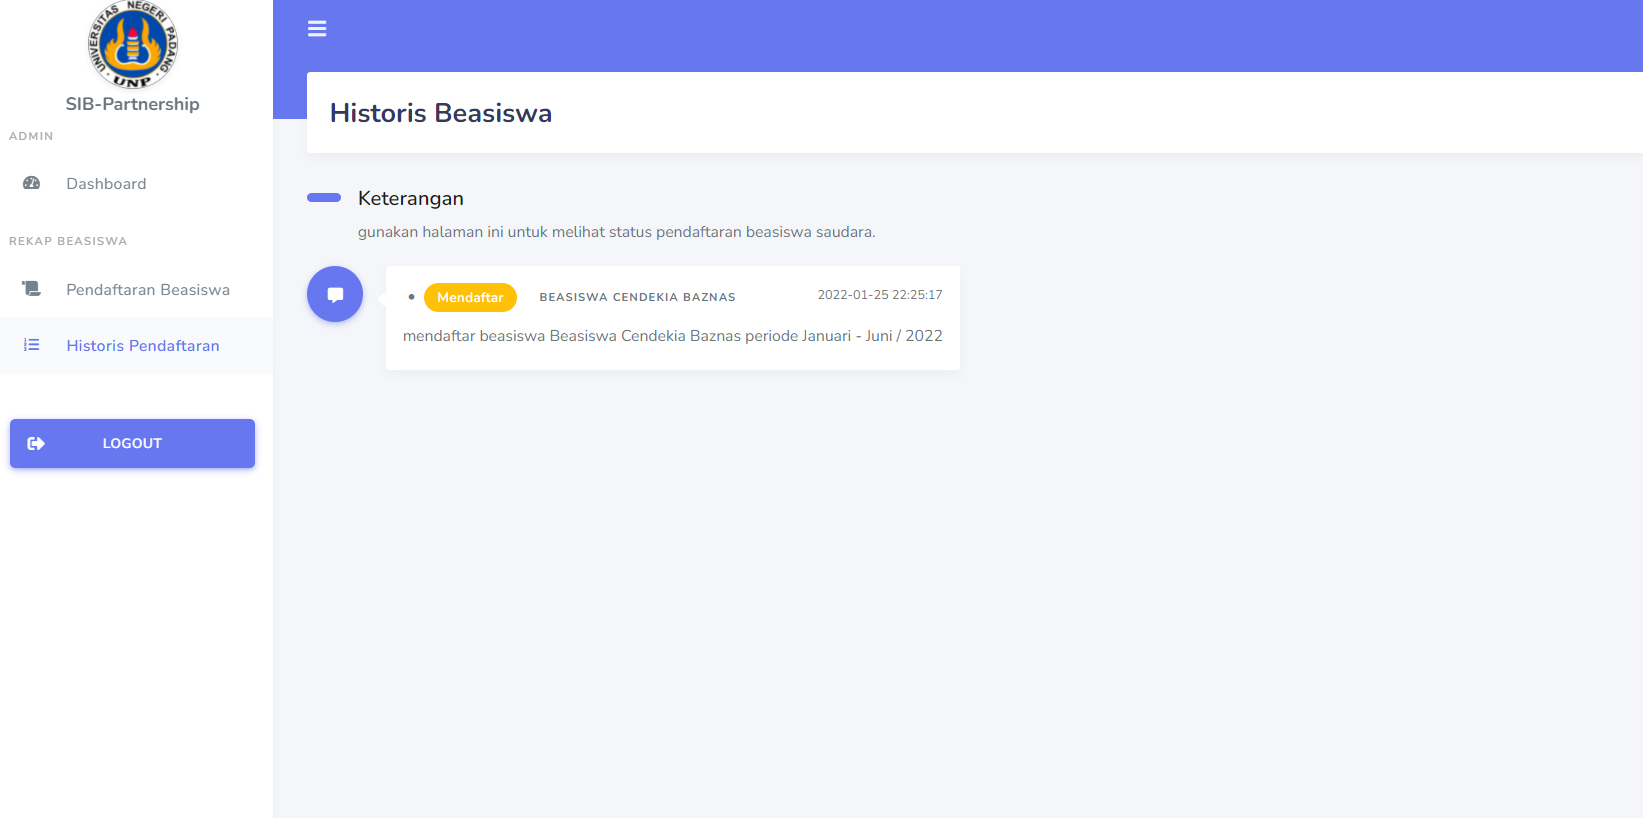 UNIVERSITAS NEGERI PADANG
UNP
SIB-Partnership
ADMIN
Dashboard
REKAP BEASISWA
Pendaftaran Beasiswa
Historis Pendaftaran
LOGOUT
Historis Beasiswa
Keterangan
gunakan halaman ini untuk melihat status pendaftaran beasiswa saudara.
Mendaftar BEASISWA CENDEKIA BAZNAS 2022-01-25 22:25:17
mendaftar beasiswa Beasiswa Cendekia Baznas periode Januari - Juni / 2022